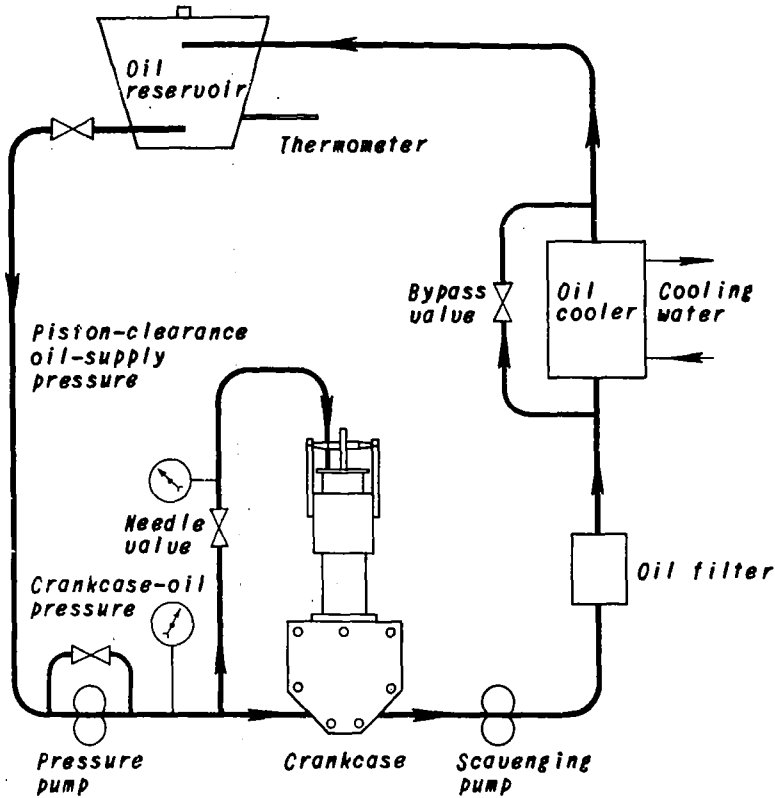 Oil
reservoir
Thermometer
Bypass
valve
Oil
cooler
Cooling
water
Piston-clearance
oil-supply
pressure
Needle
valve
Oil filter
Crankcase-oil
pressure
Pressure
pump
Crankcase
Scavenging
pump